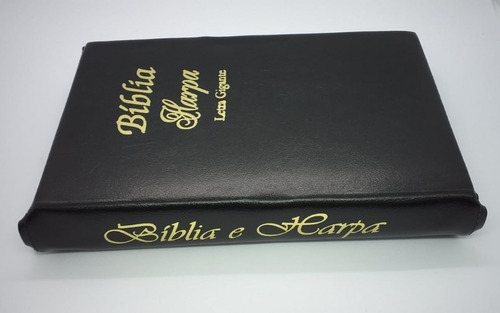 Bíblia
Harpa
Letra Gigante
Bíblia e Harpa